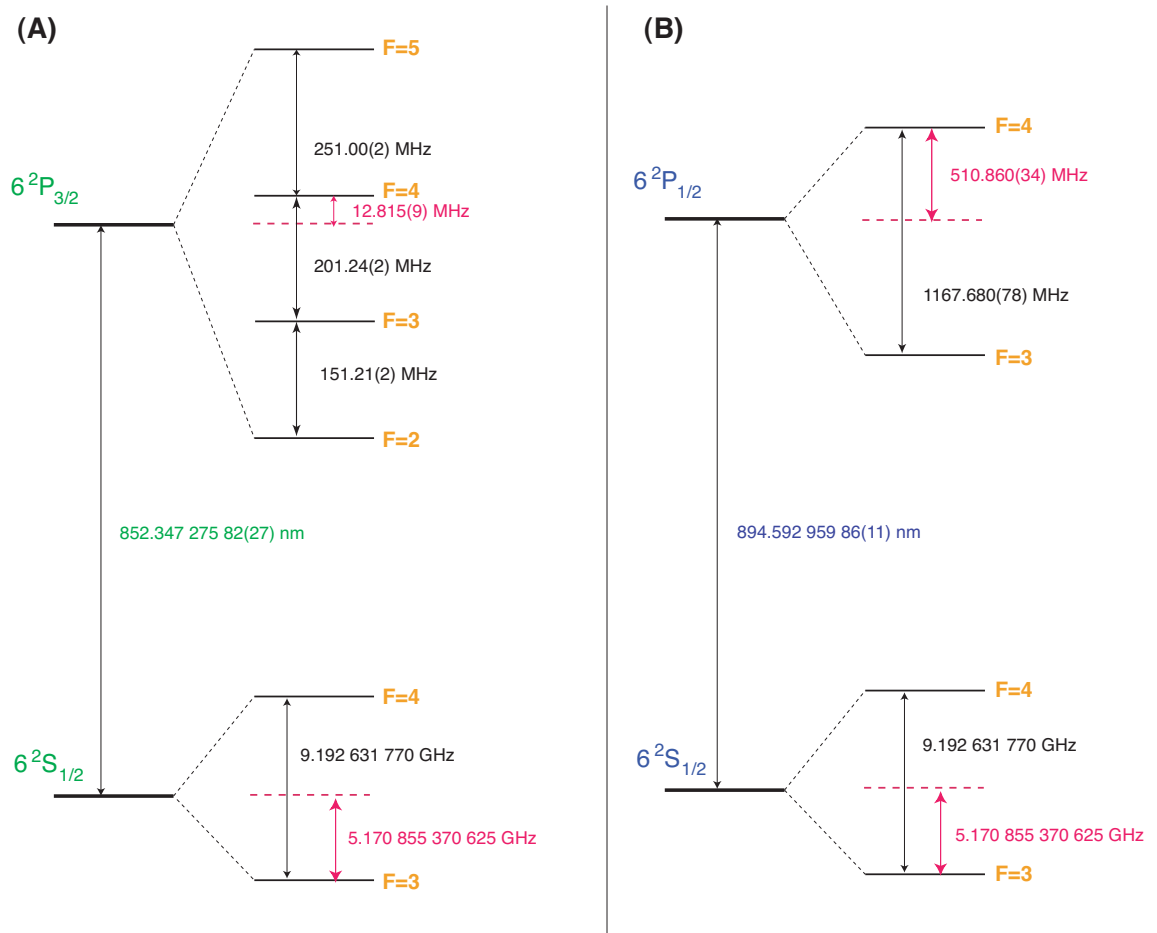 (A)
F=5
251.00(2) MHz
6 ²P₃/₂
F=4
12.815(9) MHz
201.24(2) MHz
F=3
151.21(2) MHz
F=2
852.347 275 82(27) nm
F=4
9.192 631 770 GHz
6 ²S₁/₂
5.170 855 370 625 GHz
F=3
(B)
F=4
510.860(34) MHz
6 ²P₁/₂
1167.680(78) MHz
F=3
894.592 959 86(11) nm
F=4
9.192 631 770 GHz
6 ²S₁/₂
5.170 855 370 625 GHz
F=3